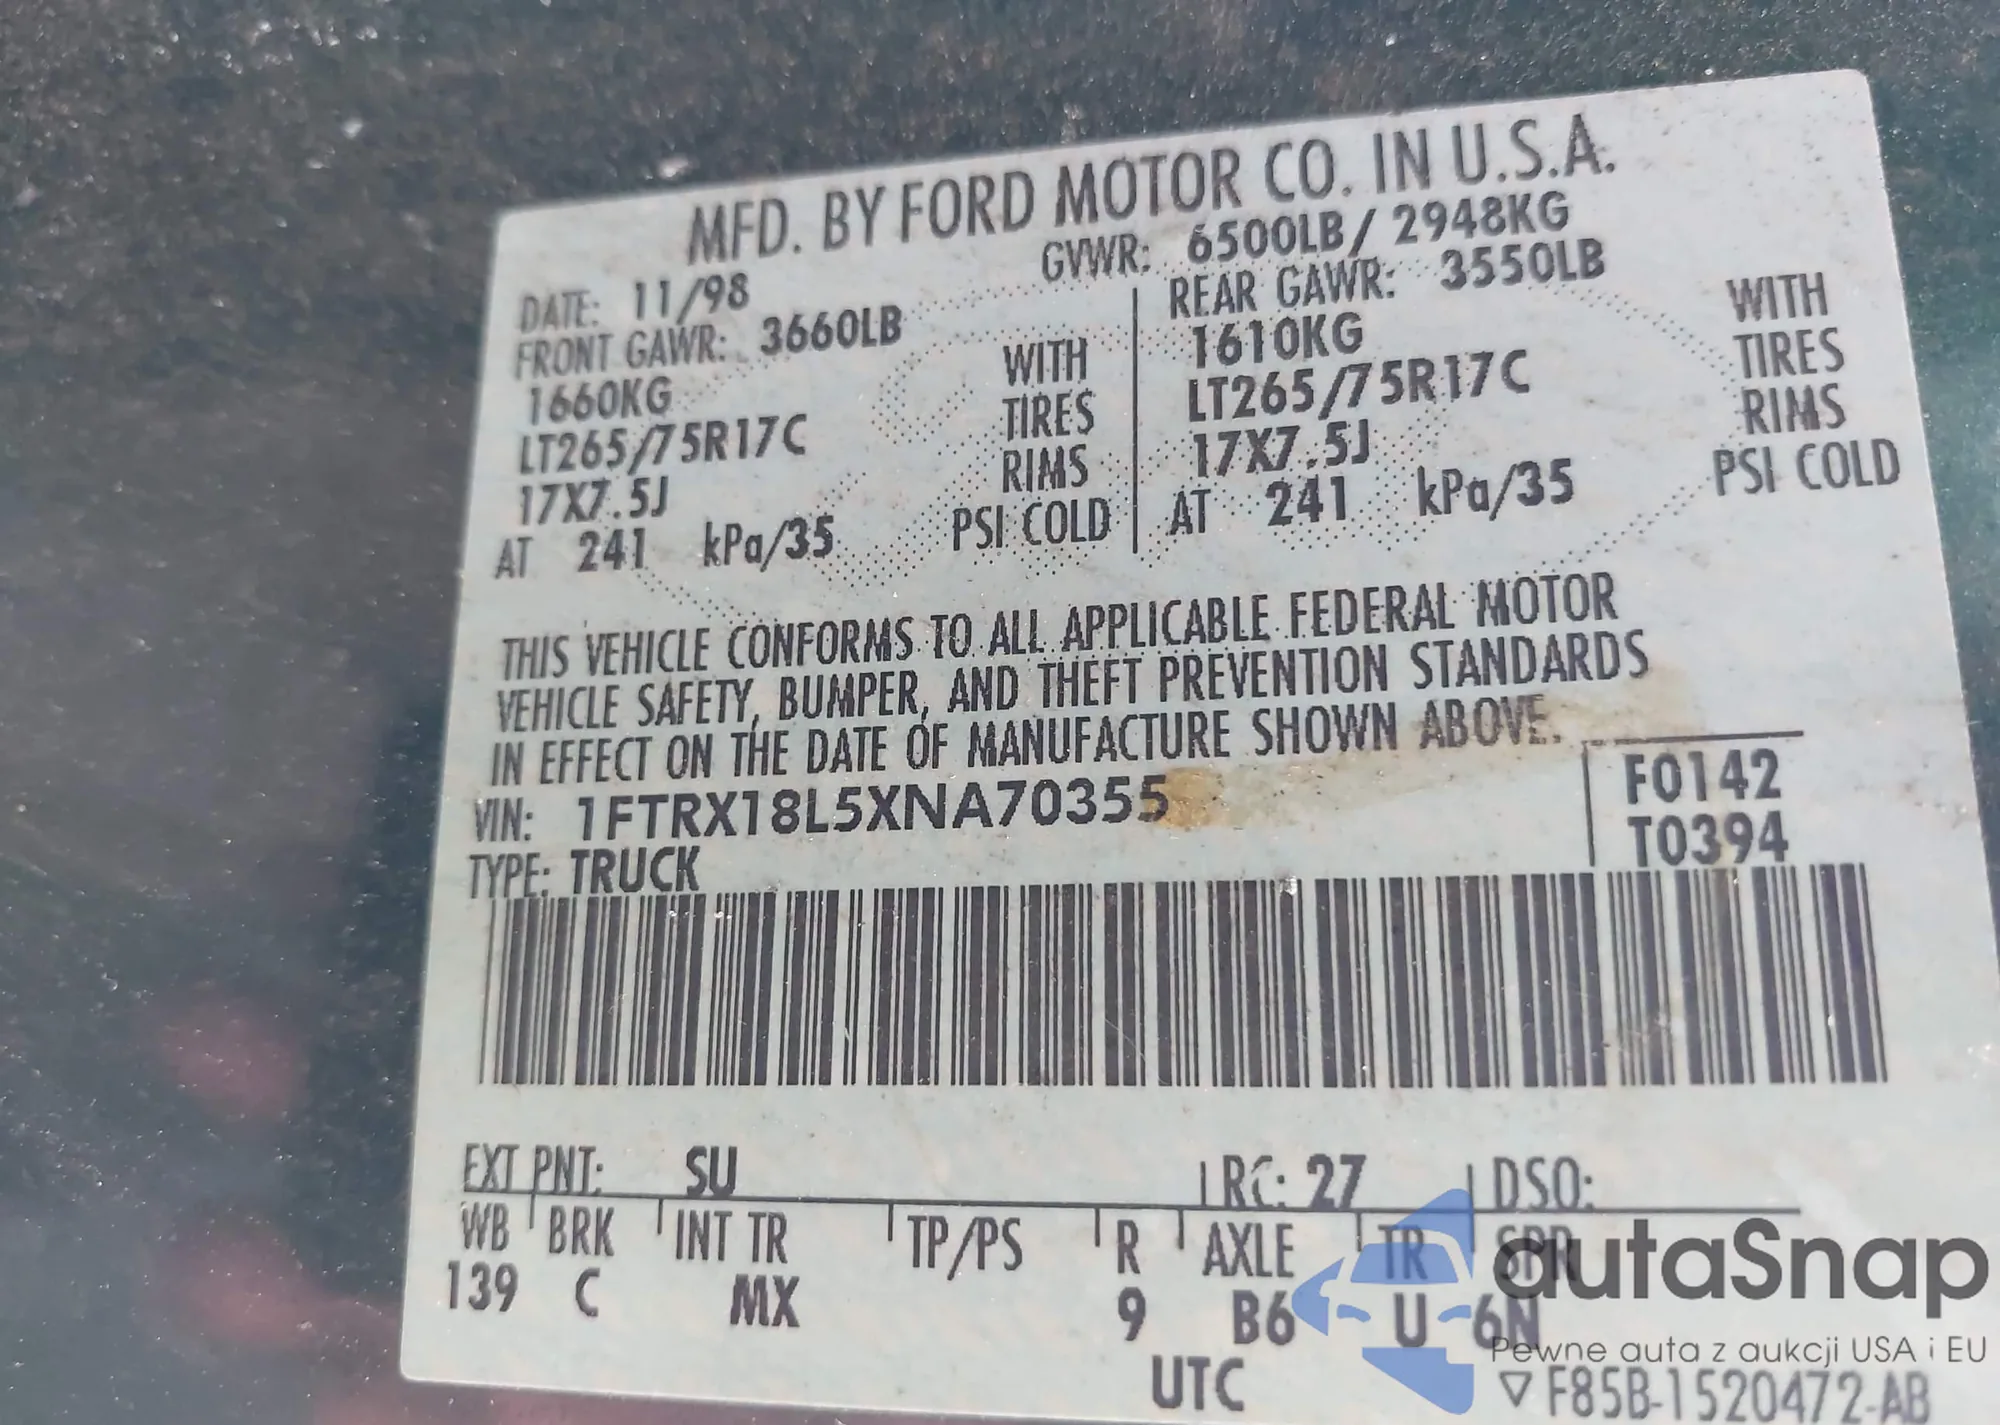 MFD. BY FORD MOTOR CO. IN U.S.A.
DATE: 11/98 GVWR: 6500LB/ 2948KG
FRONT GAWR: 3660LB REAR GAWR: 3550LB
1660KG WITH 1610KG WITH
LT265/75R17C TIRES LT265/75R17C TIRES
17X7.5J RIMS 17X7.5J RIMS
AT 241 kPa/35 PSI COLD AT 241 kPa/35 PSI COLD
THIS VEHICLE CONFORMS TO ALL APPLICABLE FEDERAL MOTOR
VEHICLE SAFETY, BUMPER, AND THEFT PREVENTION STANDARDS
IN EFFECT ON THE DATE OF MANUFACTURE SHOWN ABOVE.
VIN: 1FTRX18L5XNA70355 F0142
TYPE: TRUCK T0394
EXT PNT: SU RC: 27 DSO:
WB BRK INT TR TP/PS R AXLE TR SPR
139 C MX 9 B6 U 6N
UTC
▽ F85B-1520472-AB
autaSnap
Pewne auta z aukcji USA i EU